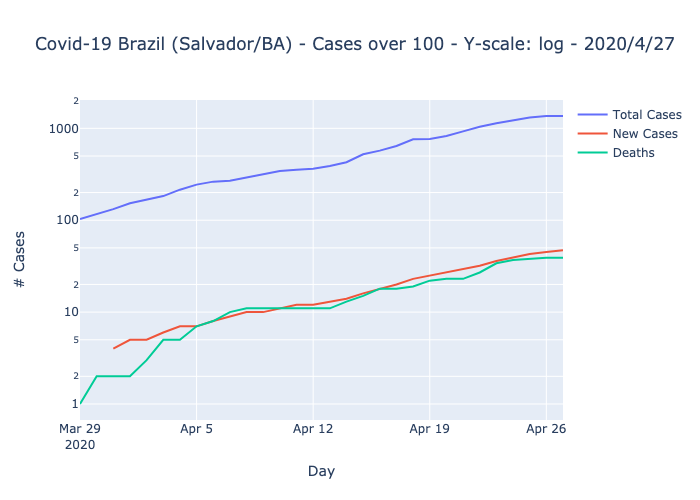 Covid-19 Brazil (Salvador/BA) - Cases over 100 - Y-scale: log - 2020/4/27
Total Cases
New Cases
Deaths
2
1000
5
2
100
5
2
10
5
2
1
# Cases
Mar 29 Apr 5 Apr 12 Apr 19 Apr 26
2020
Day